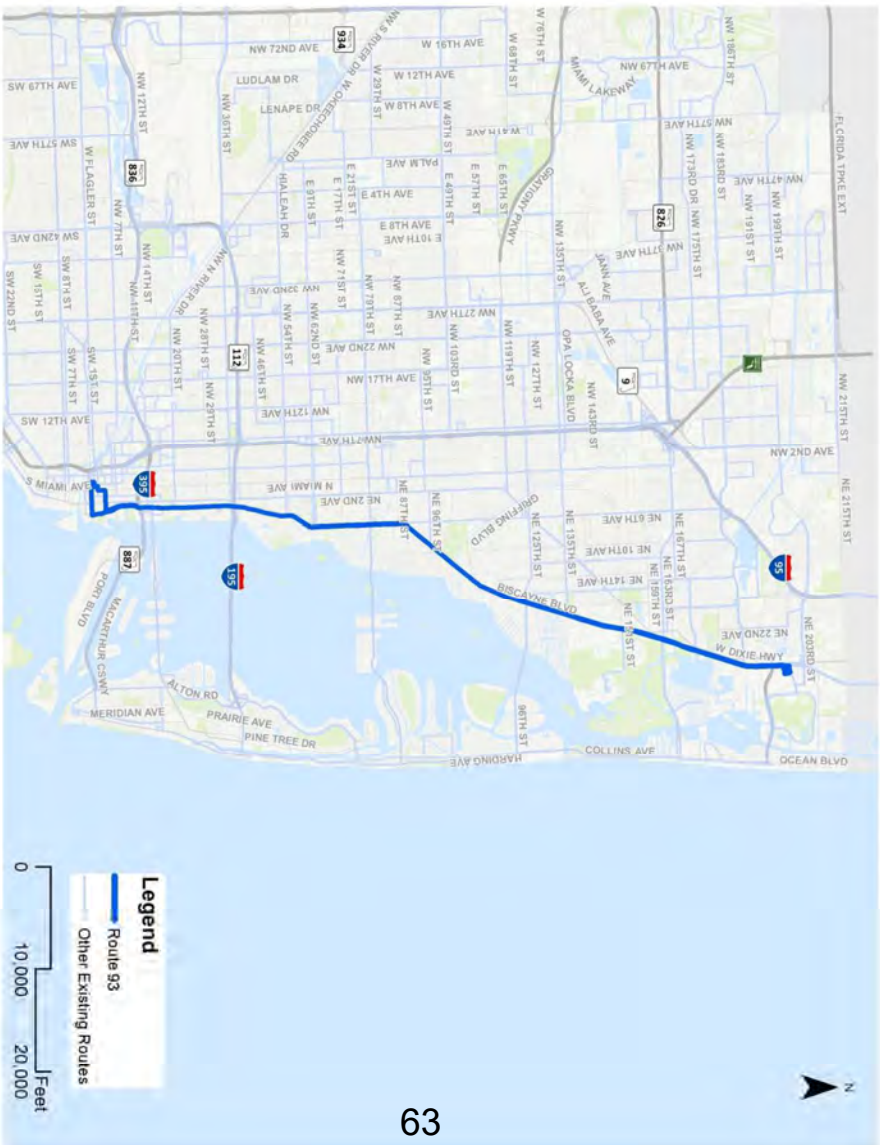 934
NW 72ND AVE
NW S RIVER DR
W OKEECHOBEE RD
W 16TH AVE
W 68TH ST
W 76TH ST
NW 186TH ST
NW 67TH AVE
MIAMI LAKEWAY
SW 67TH AVE
NW 12TH ST
LUDLAM DR
W 29TH ST
W 12TH AVE
LENAPE DR
W 8TH AVE
W 49TH ST
NW 36TH ST
NW 57TH AVE
FLORIDA TPKE EXT
SW 57TH AVE
W FLAGLER ST
836
PALM AVE
E 21ST ST
E 17TH ST
E 9TH ST
HIALEAH DR
E 4TH AVE
E 49TH ST
E 57TH ST
E 65TH ST
GRATIGNY PKWY
NW 173RD DR
NW 183RD ST
NW 47TH AVE
826
NW 7TH ST
E 8TH AVE
E 10TH AVE
NW 135TH ST
NW 175TH ST
NW 191ST ST
NW 199TH ST
SW 42ND AVE
NW 14TH ST
NW N RIVER DR
NW 37TH AVE
JANN AVE
ALI BABA AVE
SW 8TH ST
SW 15TH ST
SW 22ND ST
NW 32ND AVE
NW 71ST ST
NW 79TH ST
NW 87TH ST
NW 27TH AVE
NW 11TH ST
NW 28TH ST
NW 54TH ST
NW 62ND ST
NW 22ND AVE
NW 103RD ST
NW 119TH ST
NW 127TH ST
OPA LOCKA BLVD
SW 7TH ST
SW 1ST ST
NW 20TH ST
NW 29TH ST
112
NW 46TH ST
NW 17TH AVE
NW 95TH ST
9
NW 143RD ST
NW 215TH ST
SW 12TH AVE
NW 12TH AVE
NW 7TH AVE
NW 2ND AVE
S MIAMI AVE
395
N MIAMI AVE
NE 2ND AVE
NE 87TH ST
NE 96TH ST
GRIFFING BLVD
NE 125TH ST
NE 135TH ST
NE 6TH AVE
NE 10TH AVE
NE 14TH AVE
NE 167TH ST
NE 163RD ST
NE 159TH ST
NE 215TH ST
95
887
195
BISCAYNE BLVD
NE 151ST ST
NE 22ND AVE
W DIXIE HWY
NE 203RD ST
PORT BLVD
MACARTHUR CSWY
ALTON RD
MERIDIAN AVE
PRAIRIE AVE
PINE TREE DR
96TH ST
HARDING AVE
COLLINS AVE
OCEAN BLVD
Legend
Route 93
Other Existing Routes
0 10,000 20,000
Feet
N
63